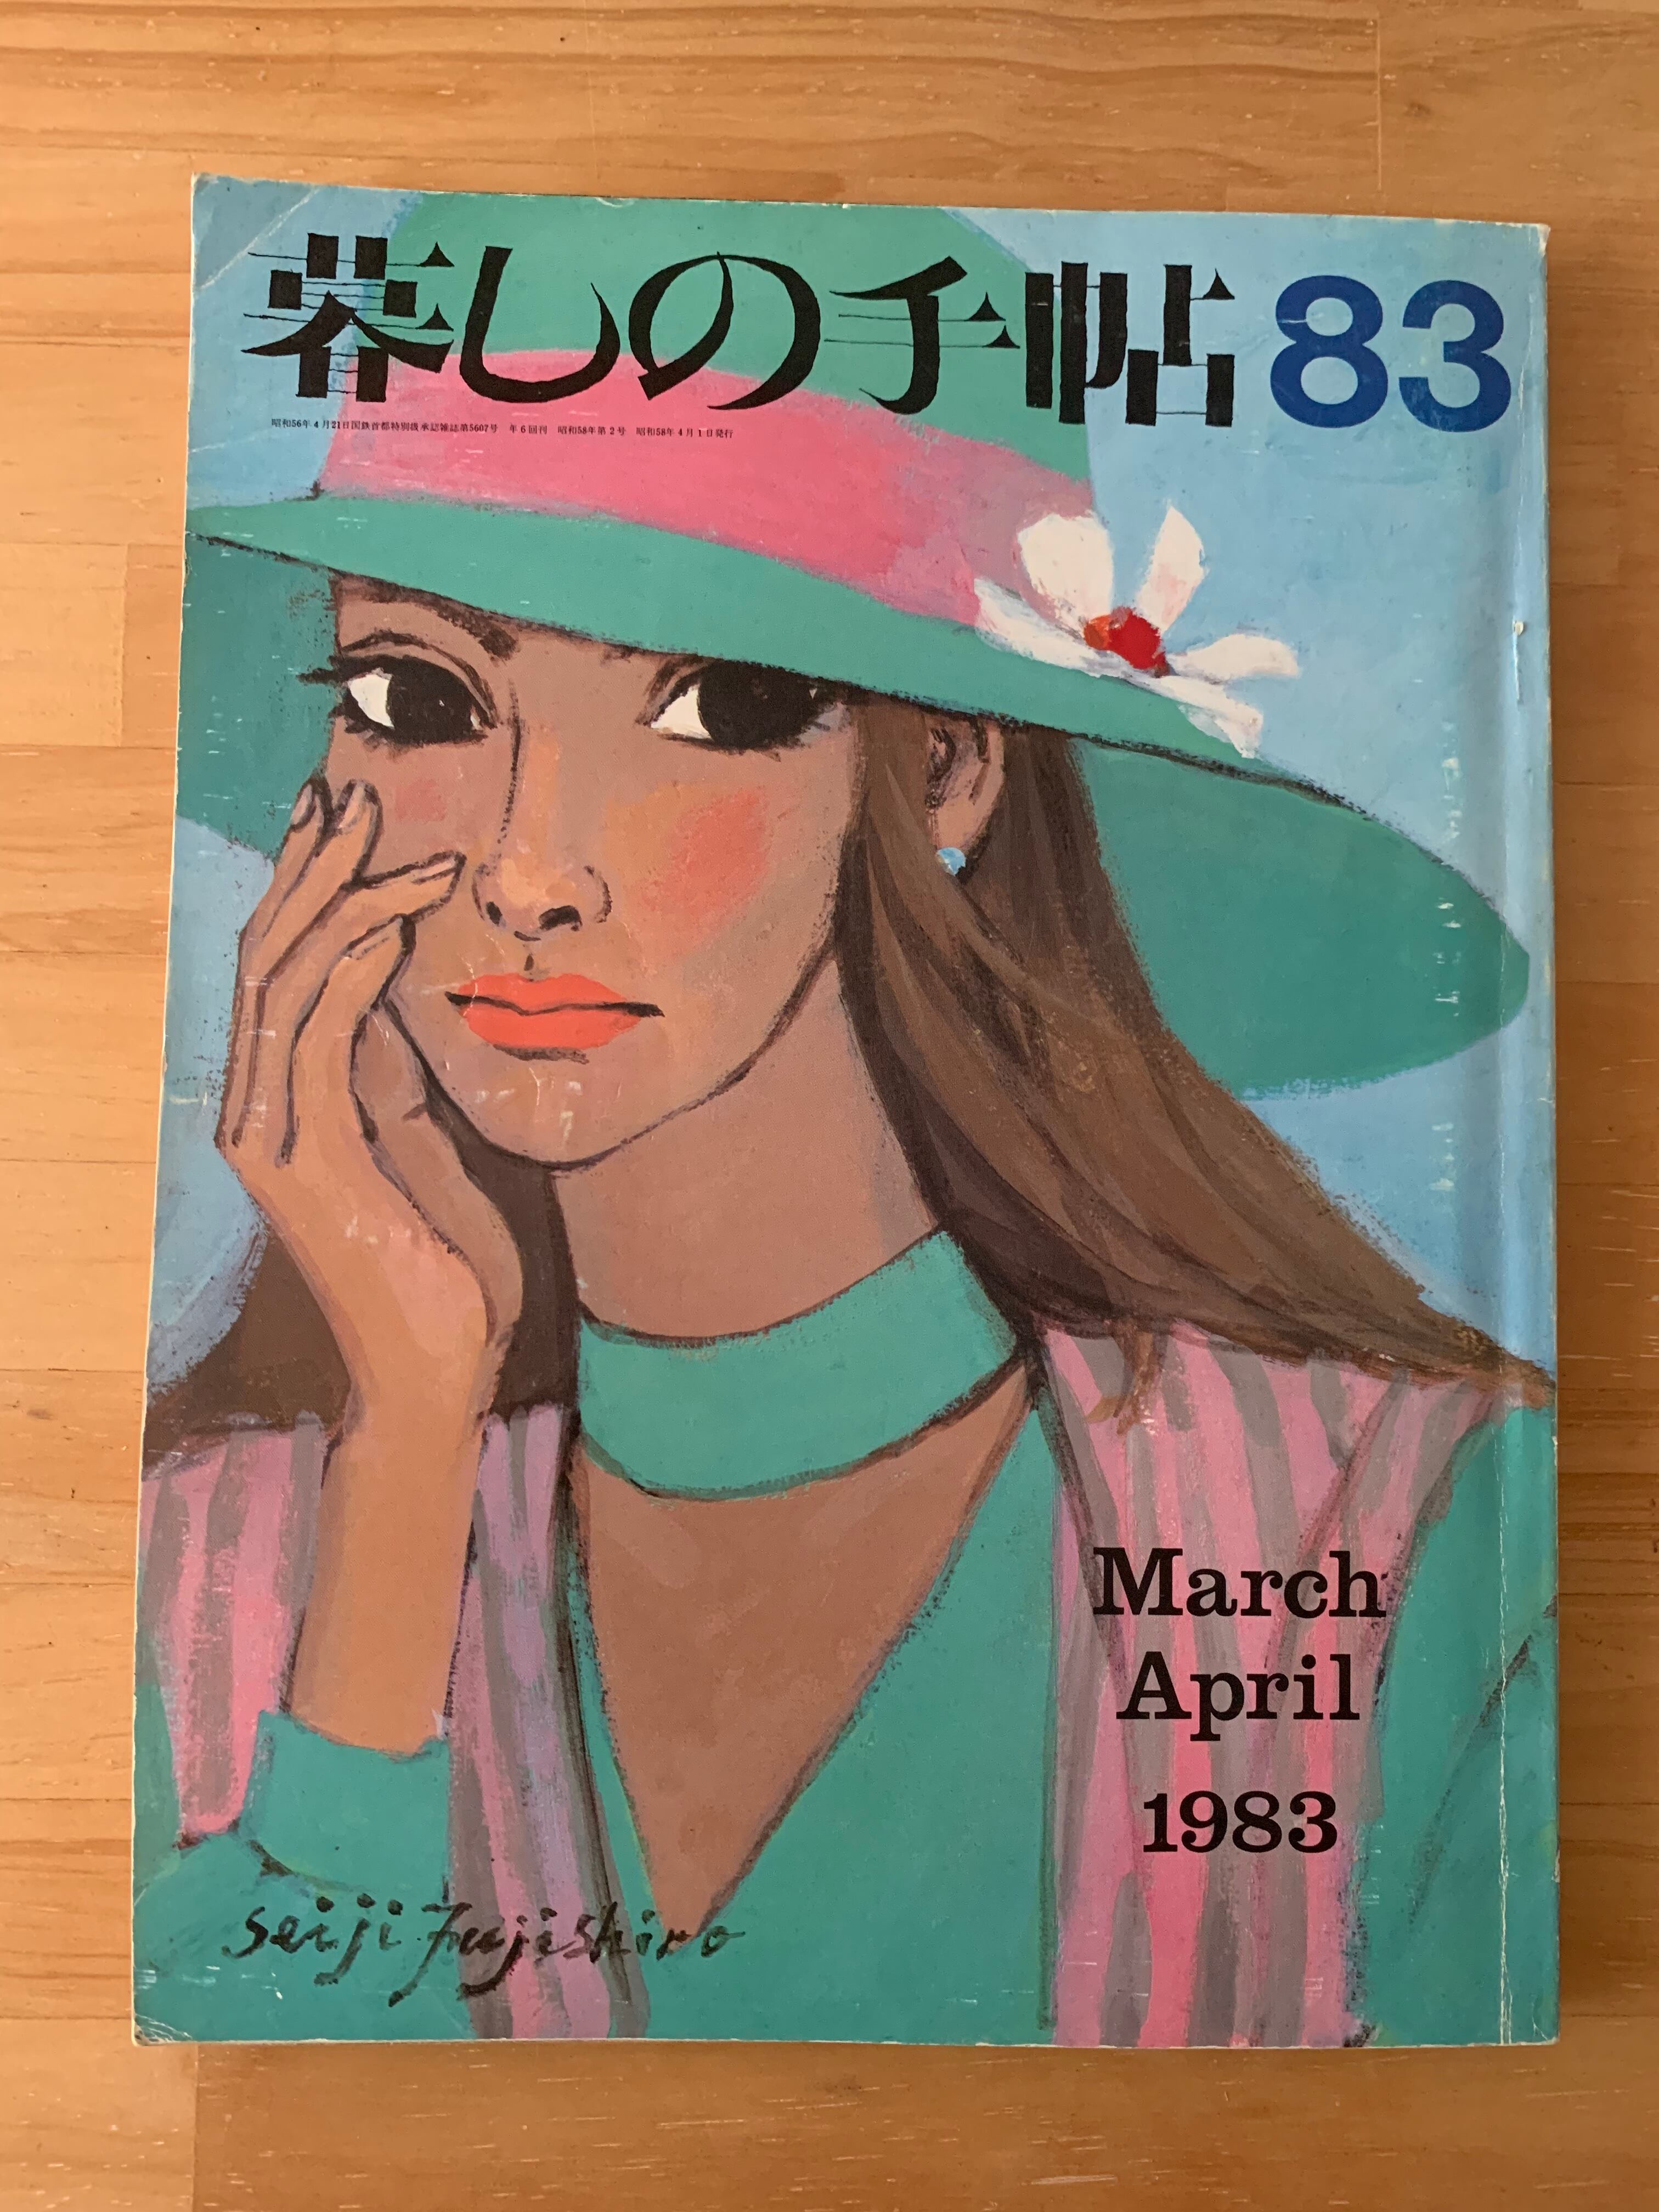 暮しの手帖 83
昭和56年4月21日国鉄首都特別扱承認雑誌第5607号 年6回刊 昭和58年第2号 昭和58年4月1日発行
March
April
1983
seiji fujishiro